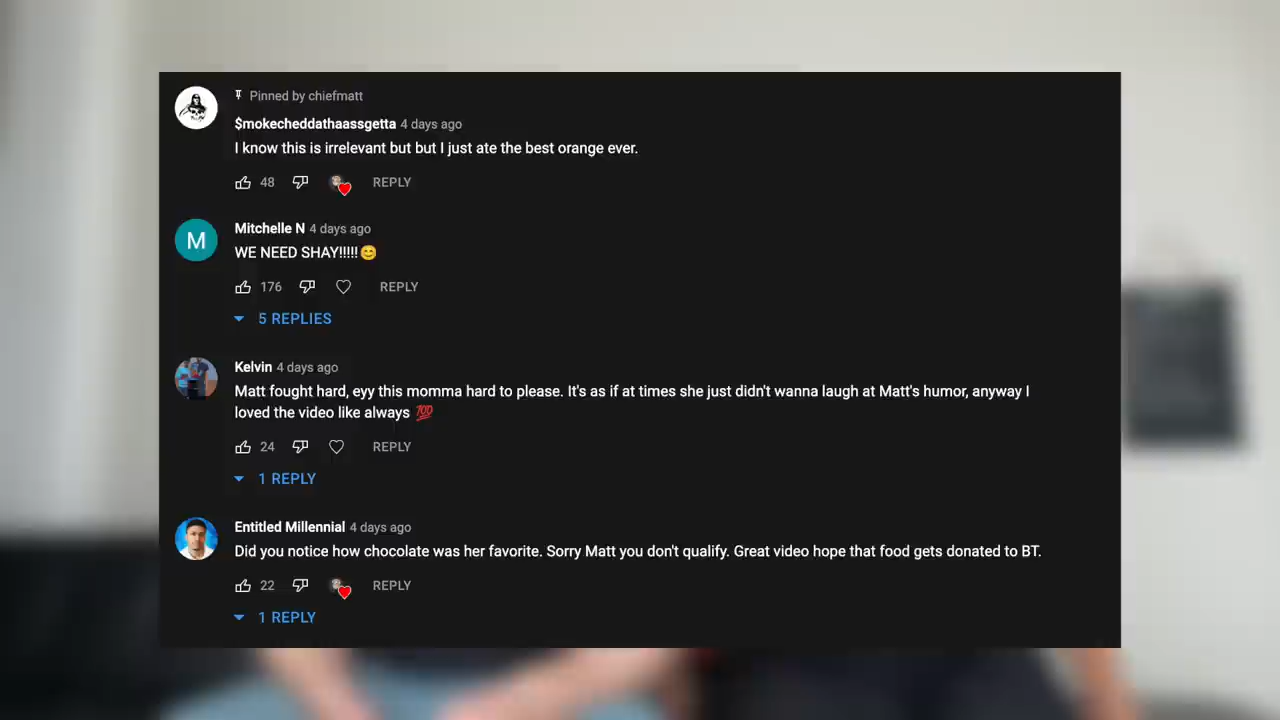 Pinned by chiefmatt
$mokecheddathaassgetta 4 days ago
I know this is irrelevant but but I just ate the best orange ever.
48 REPLY
M
Mitchelle N 4 days ago
WE NEED SHAY!!!!!😊
176 REPLY
5 REPLIES
Kelvin 4 days ago
Matt fought hard, eyy this momma hard to please. It's as if at times she just didn't wanna laugh at Matt's humor, anyway I
loved the video like always 💯
24 REPLY
1 REPLY
Entitled Millennial 4 days ago
Did you notice how chocolate was her favorite. Sorry Matt you don't qualify. Great video hope that food gets donated to BT.
22 REPLY
1 REPLY